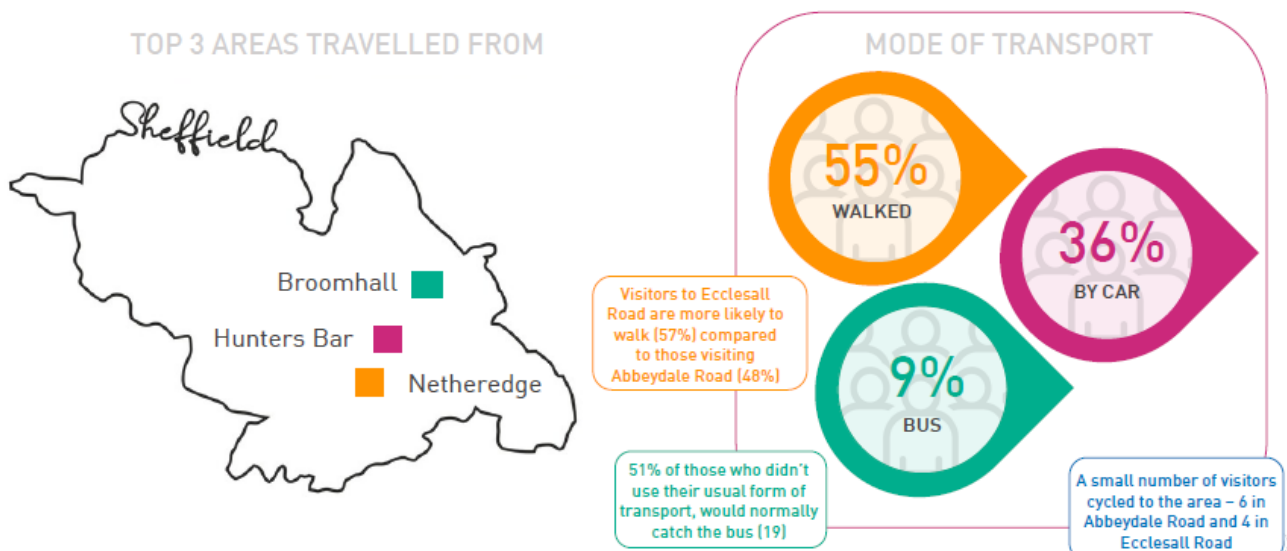 TOP 3 AREAS TRAVELLED FROM
Sheffield
Broomhall
Hunters Bar
Netheredge
MODE OF TRANSPORT
55%
WALKED
36%
BY CAR
Visitors to Ecclesall
Road are more likely to
walk (57%) compared
to those visiting
Abbeydale Road (48%)
9%
BUS
51% of those who didn't
use their usual form of
transport, would normally
catch the bus (19)
A small number of visitors
cycled to the area – 6 in
Abbeydale Road and 4 in
Ecclesall Road